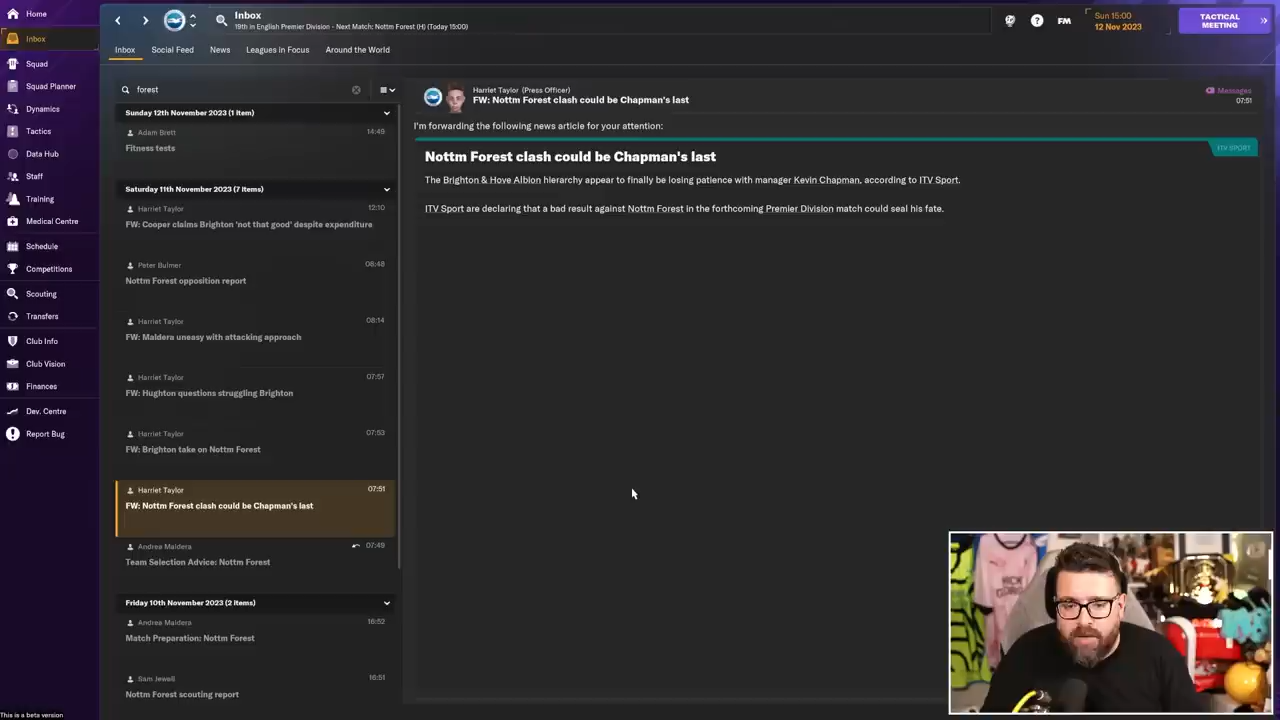 Home
Inbox
Squad
Squad Planner
Dynamics
Tactics
Data Hub
Staff
Training
Medical Centre
Schedule
Competitions
Scouting
Transfers
Club Info
Club Vision
Finances
Dev. Centre
Report Bug
This is a beta version
Inbox
19th in English Premier Division - Next Match: Nottm Forest (H) (Today 15:00)
FM
Sun 15:00
12 Nov 2023
TACTICAL
MEETING
Inbox Social Feed News Leagues in Focus Around the World
forest
Sunday 12th November 2023 (1 item)
Adam Brett 14:49
Fitness tests
Saturday 11th November 2023 (7 items)
Harriet Taylor 12:10
FW: Cooper claims Brighton 'not that good' despite expenditure
Peter Bulmer 08:48
Nottm Forest opposition report
Harriet Taylor 08:14
FW: Maldera uneasy with attacking approach
Harriet Taylor 07:57
FW: Hughton questions struggling Brighton
Harriet Taylor 07:53
FW: Brighton take on Nottm Forest
Harriet Taylor 07:51
FW: Nottm Forest clash could be Chapman's last
Andrea Maldera 07:49
Team Selection Advice: Nottm Forest
Friday 10th November 2023 (2 items)
Andrea Maldera 16:52
Match Preparation: Nottm Forest
Sam Jewell 16:51
Nottm Forest scouting report
Harriet Taylor (Press Officer)
FW: Nottm Forest clash could be Chapman's last
Messages
07:51
I'm forwarding the following news article for your attention:
ITV SPORT
Nottm Forest clash could be Chapman's last
The Brighton & Hove Albion hierarchy appear to finally be losing patience with manager Kevin Chapman, according to ITV Sport.
ITV Sport are declaring that a bad result against Nottm Forest in the forthcoming Premier Division match could seal his fate.